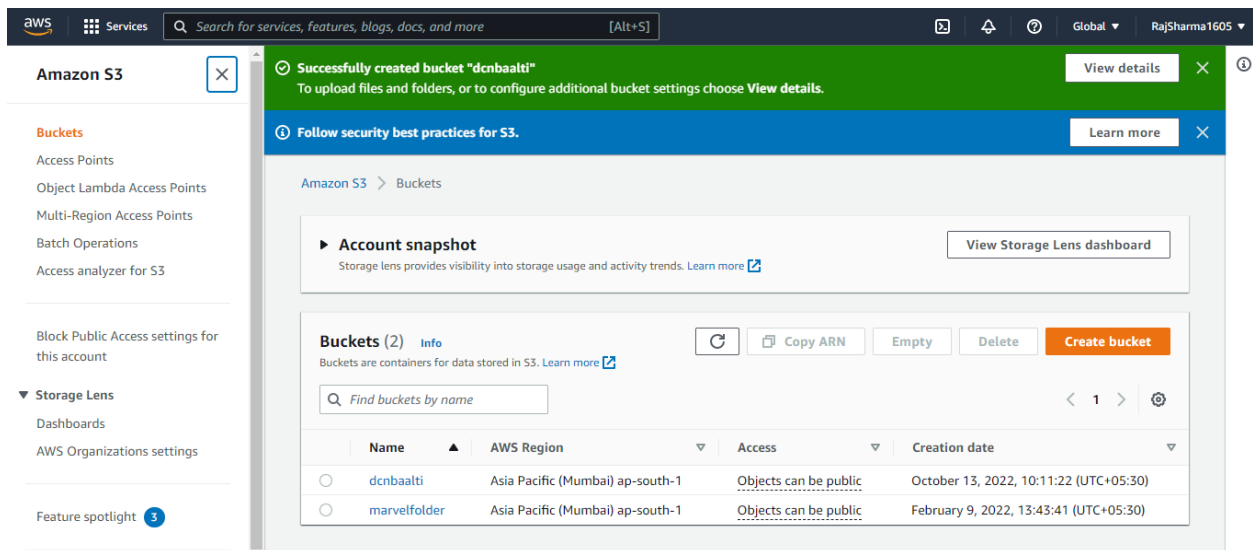 aws Services Search for services, features, blogs, docs, and more [Alt+S] Global RajSharma1605
Amazon S3
Buckets
Access Points
Object Lambda Access Points
Multi-Region Access Points
Batch Operations
Access analyzer for S3
Block Public Access settings for
this account
Storage Lens
Dashboards
AWS Organizations settings
Feature spotlight 3
Successfully created bucket "dcnbaalti"
To upload files and folders, or to configure additional bucket settings choose View details.
View details
Follow security best practices for S3.
Learn more
Amazon S3 > Buckets
Account snapshot
Storage lens provides visibility into storage usage and activity trends. Learn more
View Storage Lens dashboard
Buckets (2) Info
Buckets are containers for data stored in S3. Learn more
Copy ARN Empty Delete Create bucket
Find buckets by name
1
Name AWS Region Access Creation date
dcnbaalti Asia Pacific (Mumbai) ap-south-1 Objects can be public October 13, 2022, 10:11:22 (UTC+05:30)
marvelfolder Asia Pacific (Mumbai) ap-south-1 Objects can be public February 9, 2022, 13:43:41 (UTC+05:30)